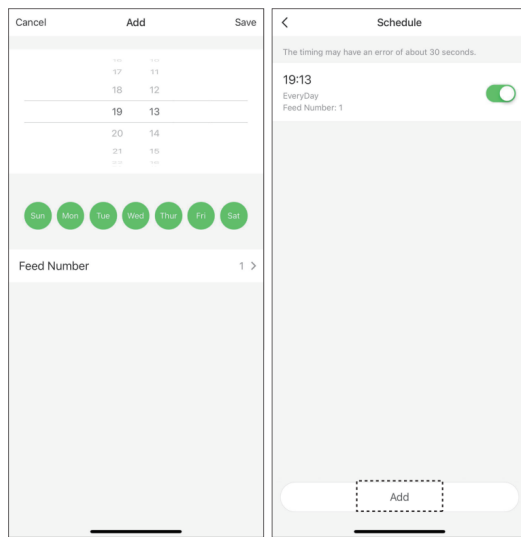 Cancel Add Save
17 11
18 12
19 13
20 14
21 15
Sun Mon Tue Wed Thur Fri Sat
Feed Number 1 >
< Schedule
The timing may have an error of about 30 seconds.
19:13
EveryDay
Feed Number: 1
Add